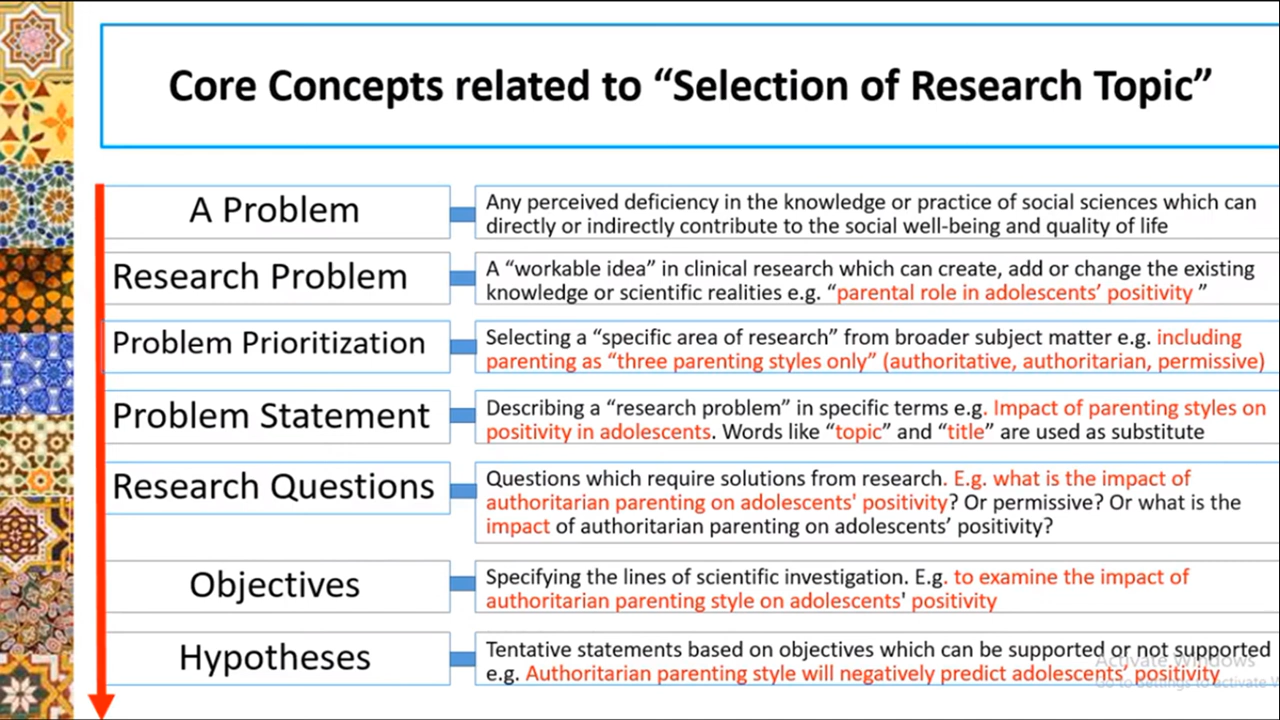 Core Concepts related to “Selection of Research Topic”
A Problem
Any perceived deficiency in the knowledge or practice of social sciences which can
directly or indirectly contribute to the social well-being and quality of life
Research Problem
A “workable idea” in clinical research which can create, add or change the existing
knowledge or scientific realities e.g. “parental role in adolescents’ positivity ”
Problem Prioritization
Selecting a “specific area of research” from broader subject matter e.g. including
parenting as “three parenting styles only” (authoritative, authoritarian, permissive)
Problem Statement
Describing a “research problem” in specific terms e.g. Impact of parenting styles on
positivity in adolescents. Words like “topic” and “title” are used as substitute
Research Questions
Questions which require solutions from research. E.g. what is the impact of
authoritarian parenting on adolescents' positivity? Or permissive? Or what is the
impact of authoritarian parenting on adolescents’ positivity?
Objectives
Specifying the lines of scientific investigation. E.g. to examine the impact of
authoritarian parenting style on adolescents' positivity
Hypotheses
Tentative statements based on objectives which can be supported or not supported
e.g. Authoritarian parenting style will negatively predict adolescents’ positivity
Activate Windows
Go to Settings to activate W